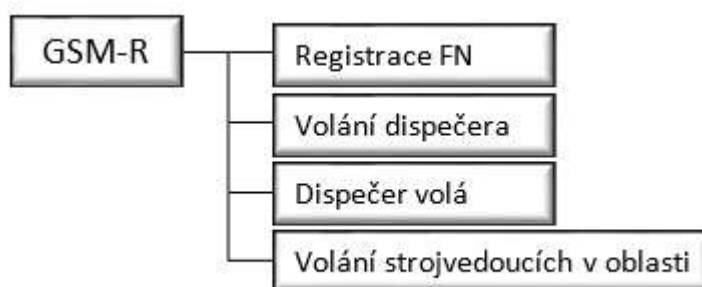 GSM-R
Registrace FN
Volání dispečera
Dispečer volá
Volání strojvedoucích v oblasti